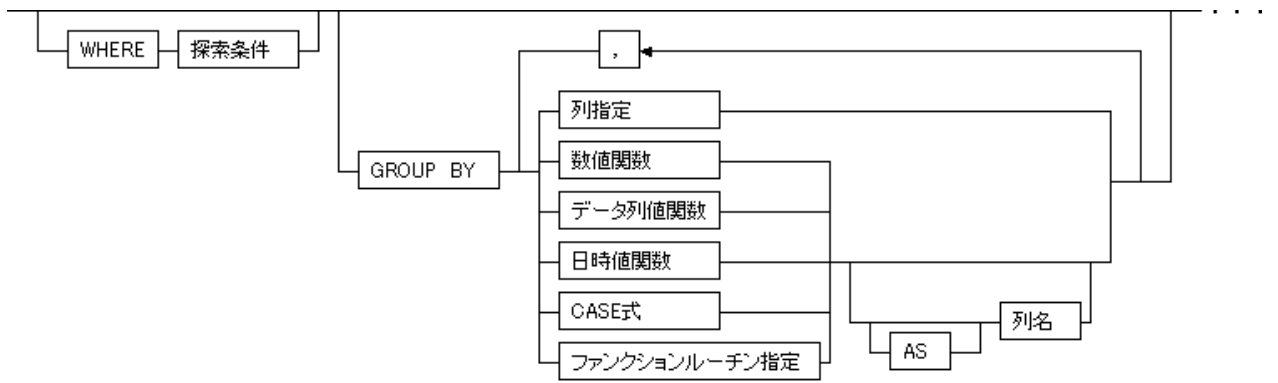 ・・・
WHERE 探索条件
,
列指定
数値関数
GROUP BY
データ列値関数
日時値関数
CASE式
列名
AS
ファンクションルーチン指定